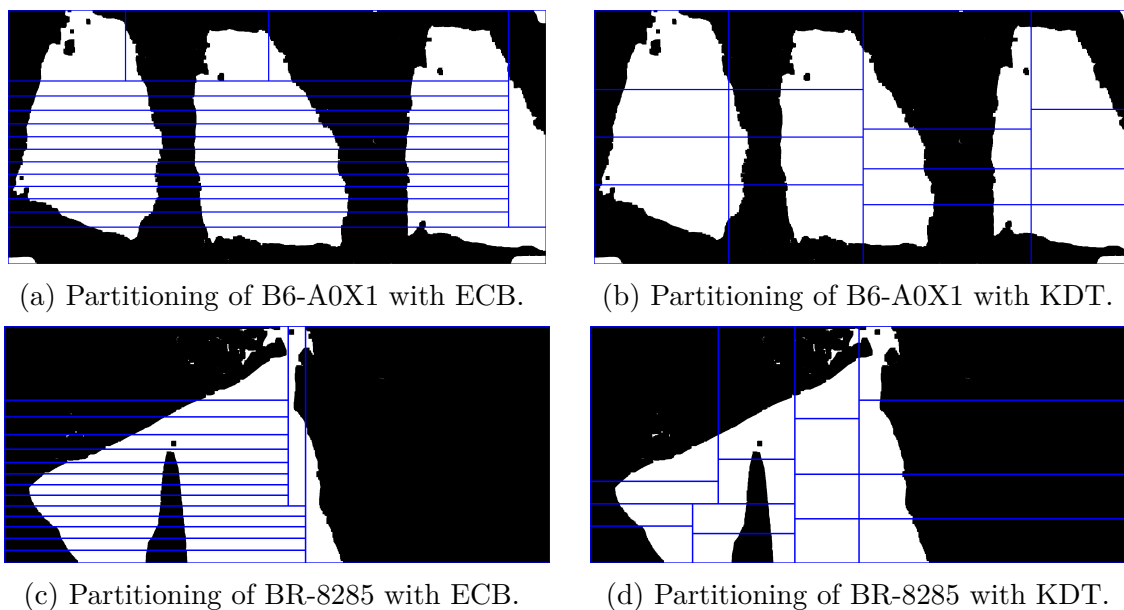 (a) Partitioning of B6-A0X1 with ECB.
(b) Partitioning of B6-A0X1 with KDT.
(c) Partitioning of BR-8285 with ECB.
(d) Partitioning of BR-8285 with KDT.